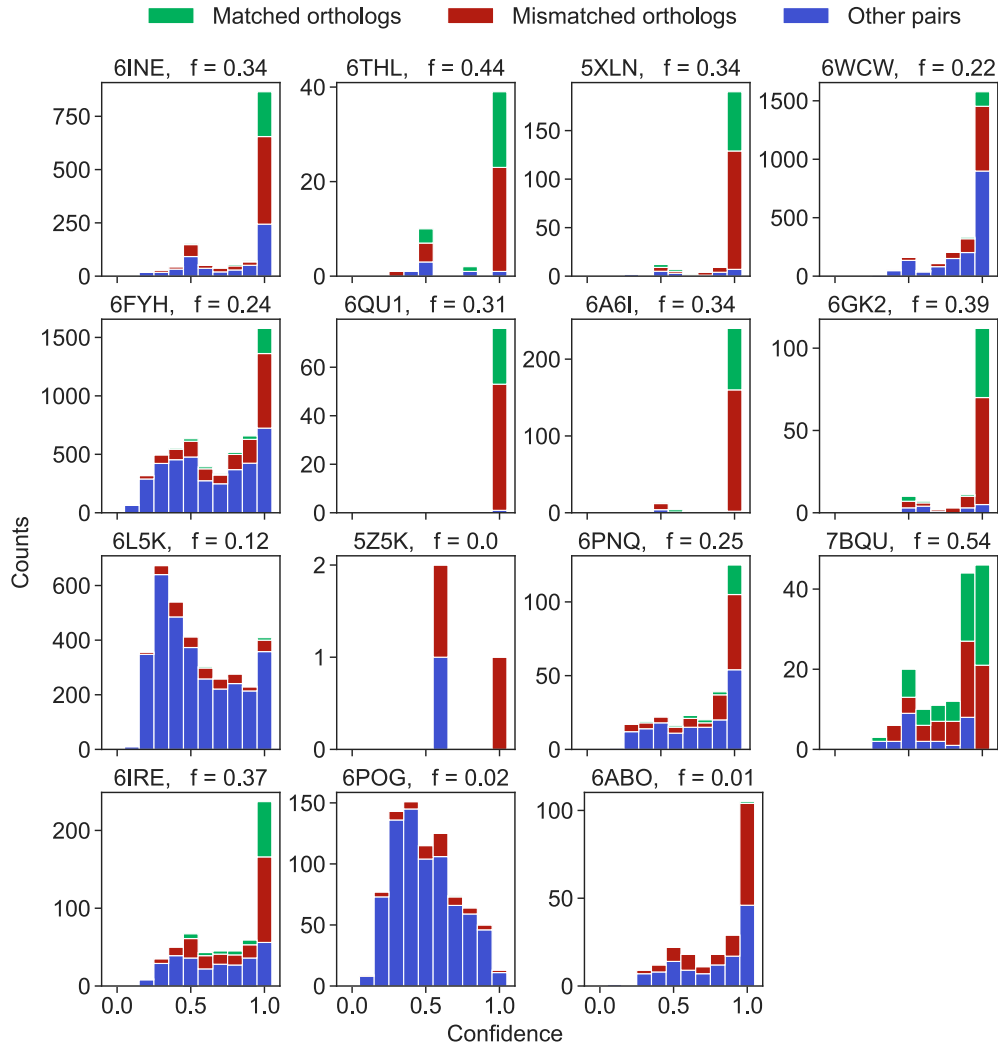 Matched orthologs Mismatched orthologs Other pairs
6INE, f = 0.34
750
500
250
0
6THL, f = 0.44
40
20
0
5XLN, f = 0.34
150
100
50
0
6WCW, f = 0.22
1500
1000
500
0
6FYH, f = 0.24
1500
1000
500
0
6QU1, f = 0.31
60
40
20
0
6A6I, f = 0.34
200
100
0
6GK2, f = 0.39
100
50
0
Counts
6L5K, f = 0.12
600
400
200
0
5Z5K, f = 0.0
2
1
0
6PNQ, f = 0.25
100
50
0
7BQU, f = 0.54
40
20
0
6IRE, f = 0.37
200
100
0
0.0 0.5 1.0
6POG, f = 0.02
150
100
50
0
0.0 0.5 1.0
6ABO, f = 0.01
100
50
0
0.0 0.5 1.0
Confidence